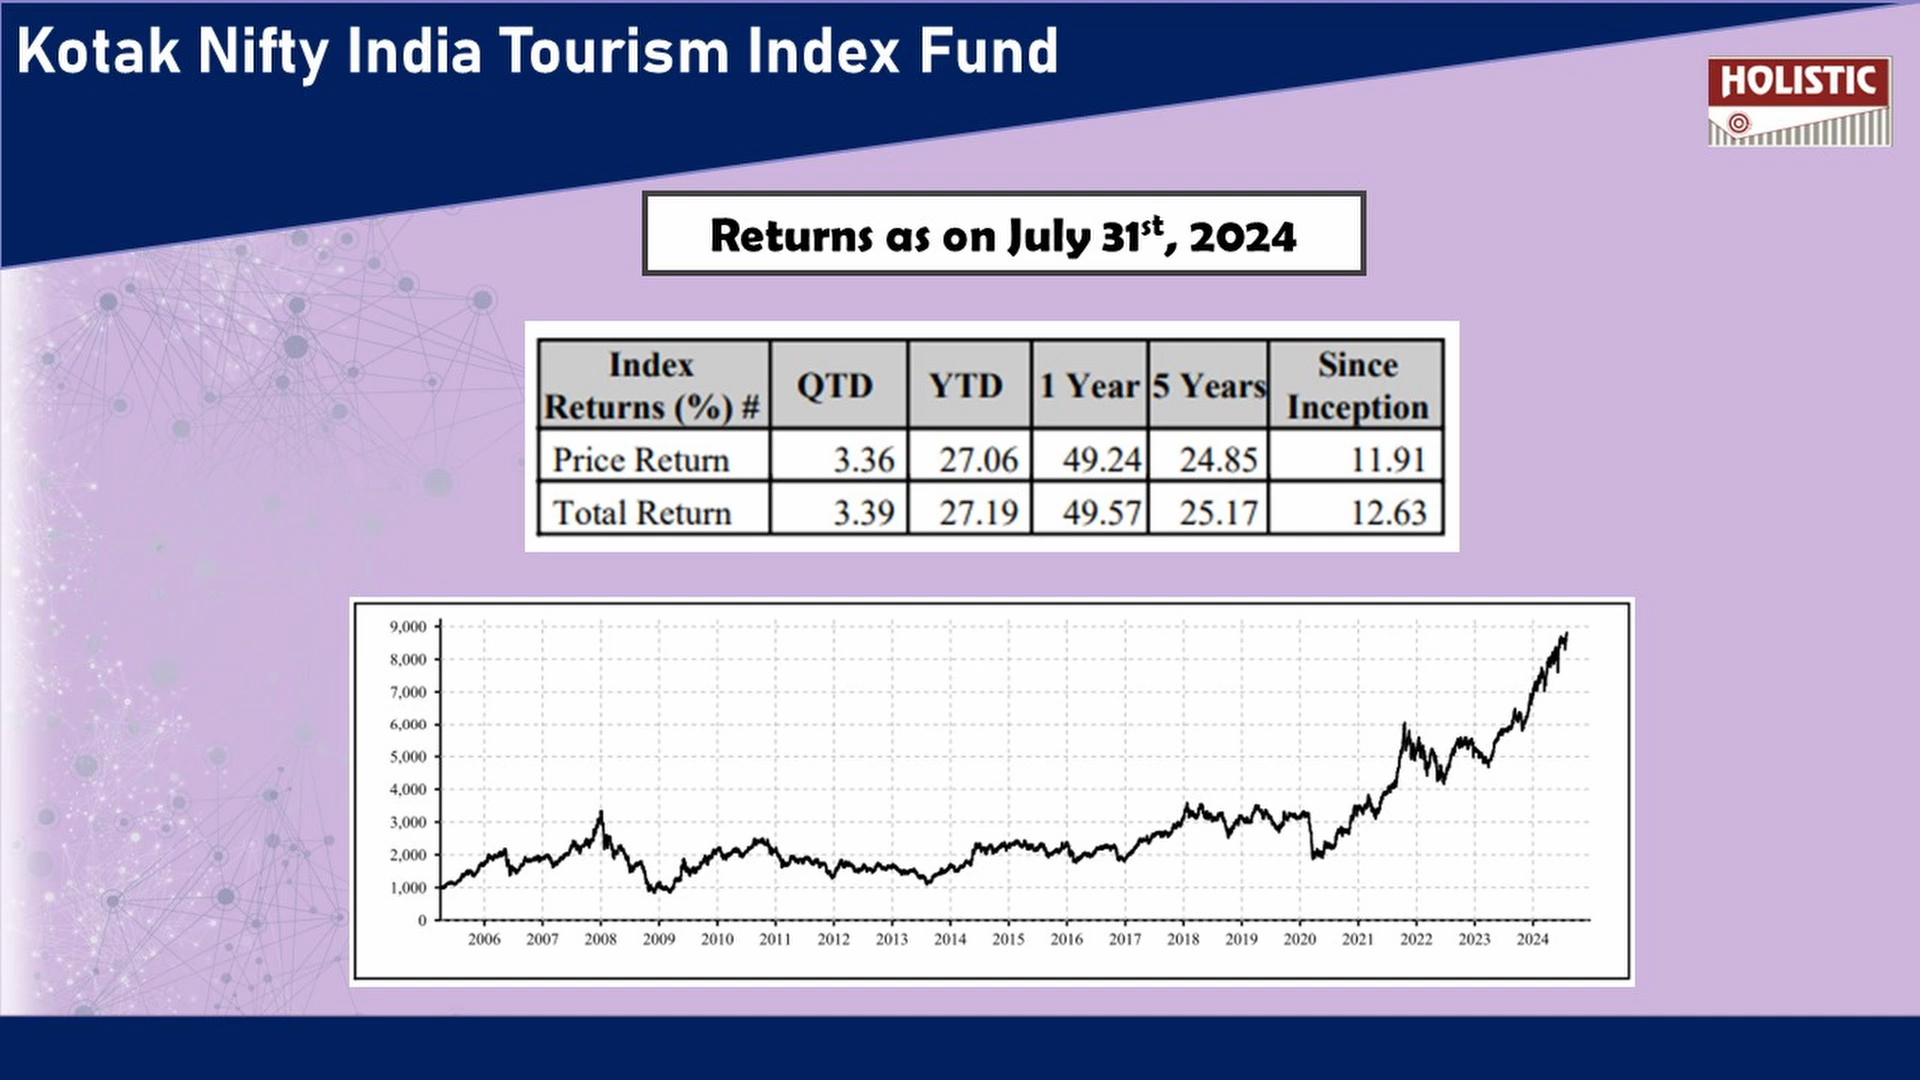 Kotak Nifty India Tourism Index Fund
HOLISTIC
Returns as on July 31st, 2024
Index Returns (%) # QTD YTD 1 Year 5 Years Since Inception
Price Return 3.36 27.06 49.24 24.85 11.91
Total Return 3.39 27.19 49.57 25.17 12.63
9,000
8,000
7,000
6,000
5,000
4,000
3,000
2,000
1,000
0
2006 2007 2008 2009 2010 2011 2012 2013 2014 2015 2016 2017 2018 2019 2020 2021 2022 2023 2024